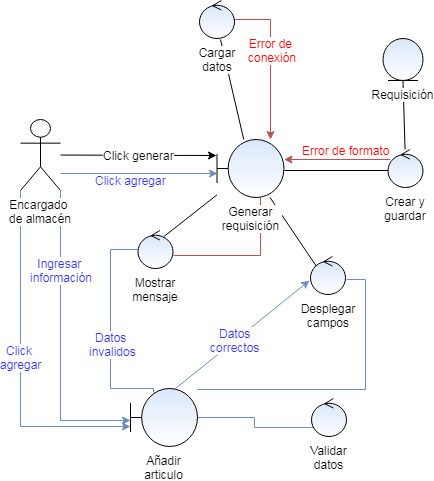 Cargar
datos
Error de
conexión
Requisición
Click generar
Error de formato
Click agregar
Encargado
de almacén
Generar
requisición
Crear y
guardar
Ingresar
información
Mostrar
mensaje
Desplegar
campos
Datos
inválidos
Datos
correctos
Click
agregar
Añadir
articulo
Validar
datos